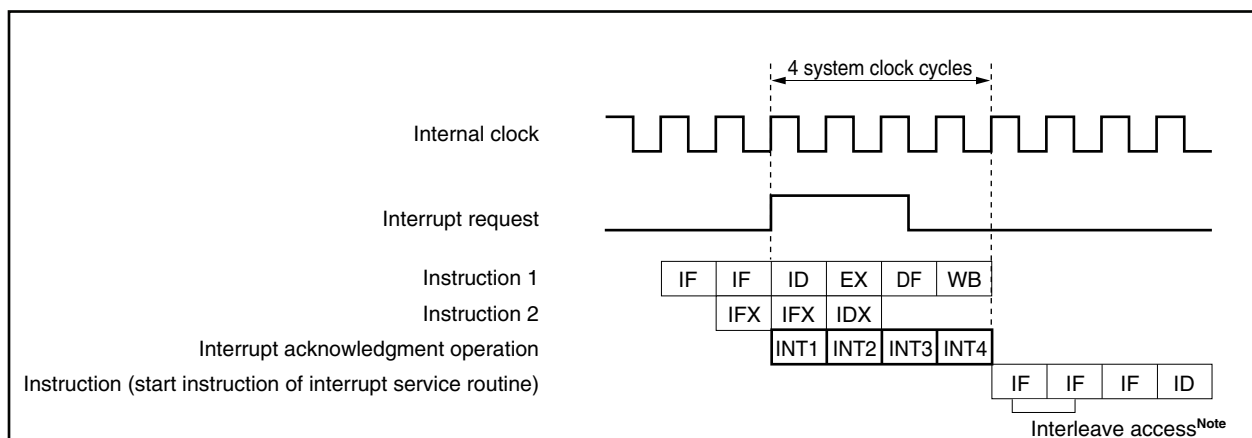 4 system clock cycles
Internal clock
Interrupt request
Instruction 1 IF IF ID EX DF WB
Instruction 2 IFX IFX IDX
Interrupt acknowledgment operation INT1 INT2 INT3 INT4
Instruction (start instruction of interrupt service routine) IF IF IF ID
Interleave accessNote